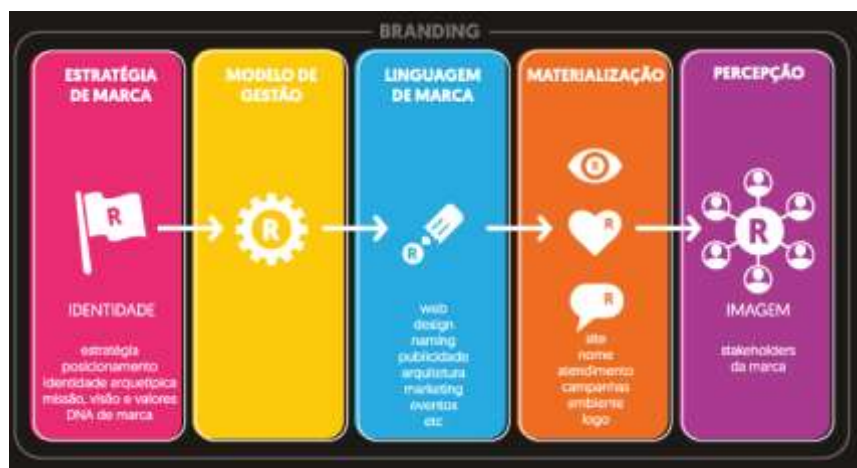 BRANDING
ESTRATÉGIA
DE MARCA
R
IDENTIDADE
estratégia
posicionamento
identidade arquetípica
missão, visão e valores
DNA de marca
MODELO DE
GESTÃO
R
LINGUAGEM
DE MARCA
R
web
design
naming
publicidade
arquitetura
marketing
eventos
etc
MATERIALIZAÇÃO
R
R
R
site
nome
atendimento
campanhas
ambiente
logo
PERCEPÇÃO
R
IMAGEM
stakeholders
da marca